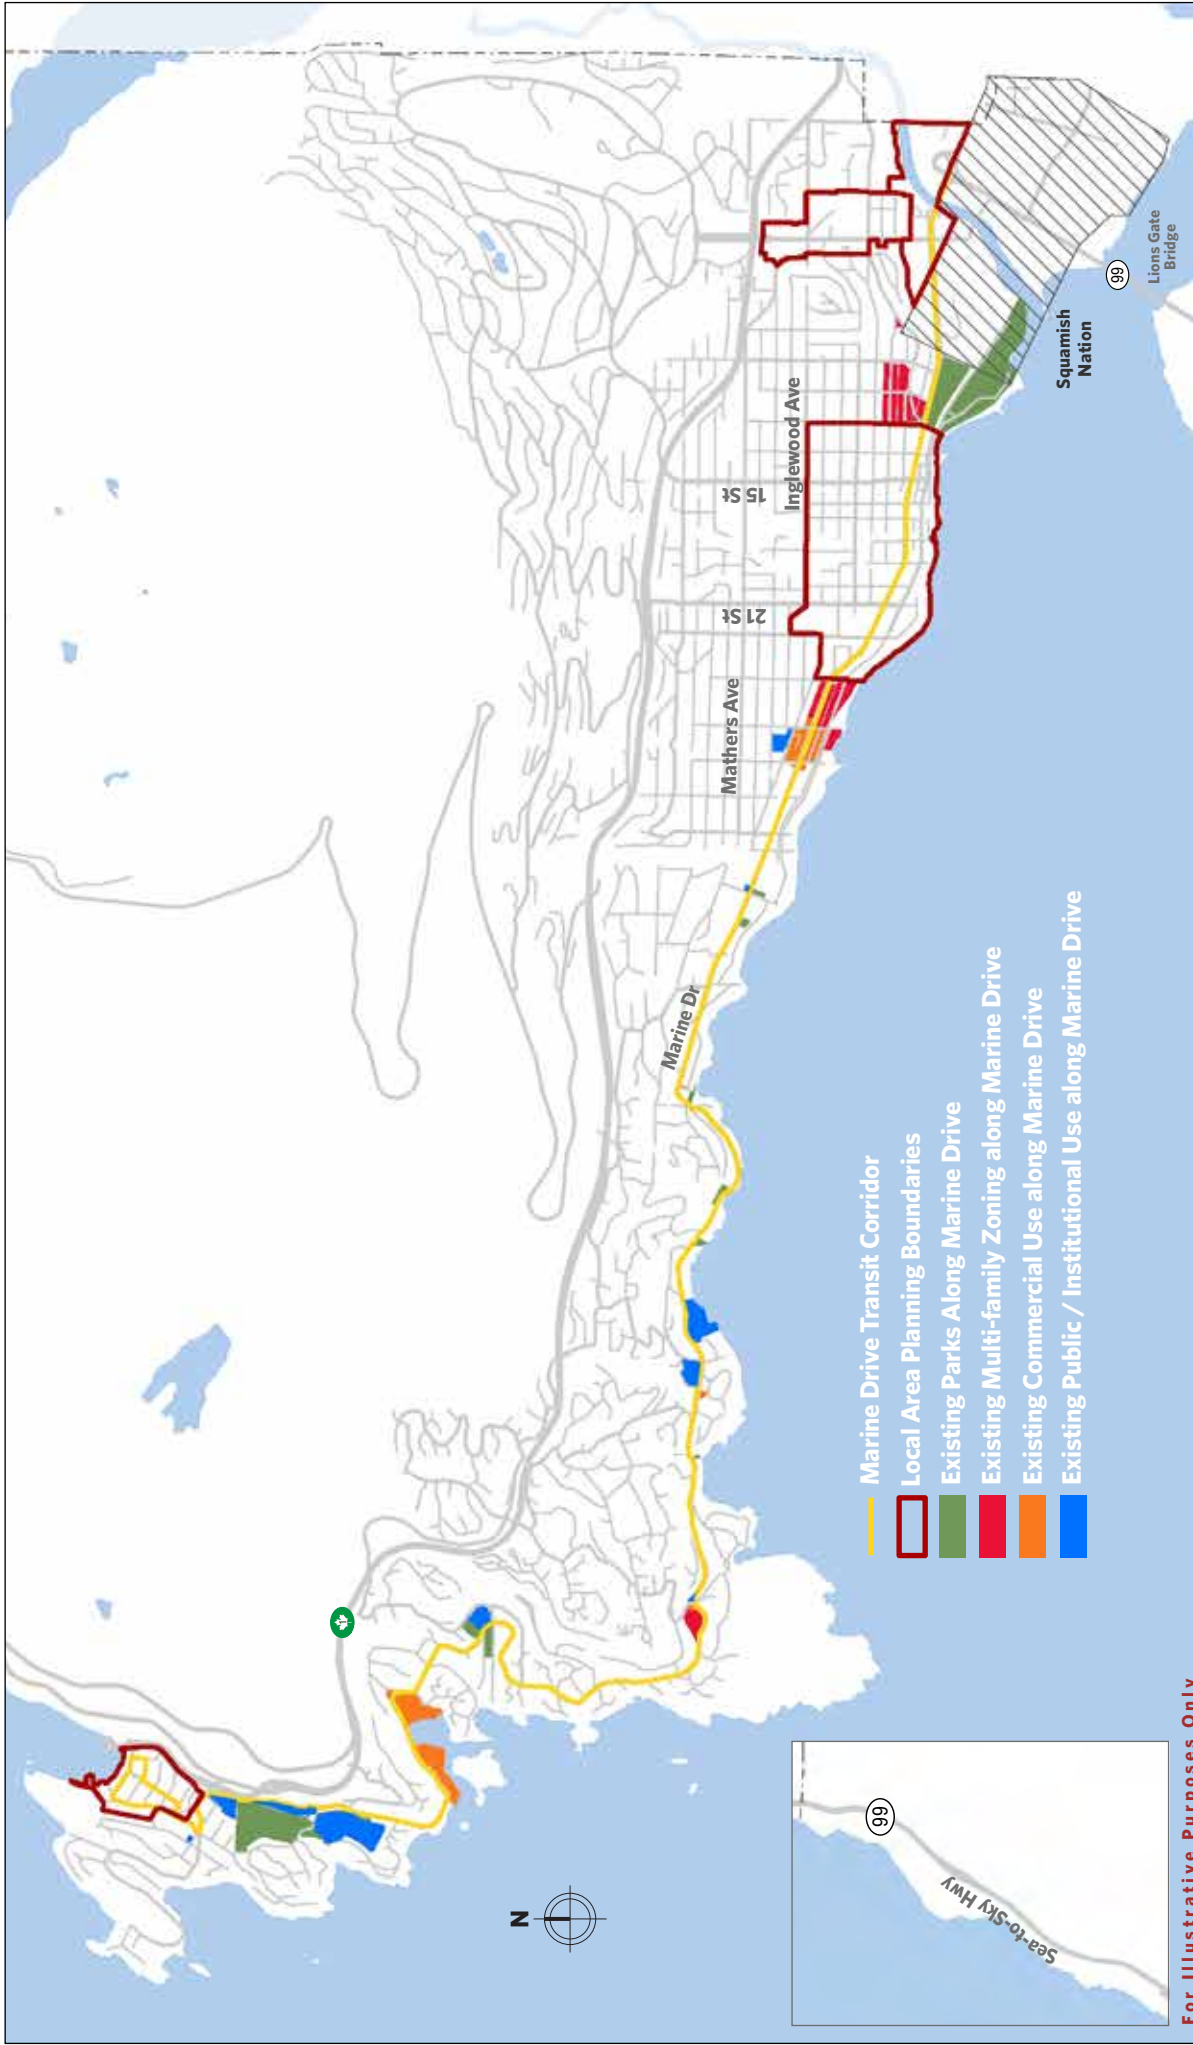 Marine Drive Transit Corridor
Local Area Planning Boundaries
Existing Parks Along Marine Drive
Existing Multi-family Zoning along Marine Drive
Existing Commercial Use along Marine Drive
Existing Public / Institutional Use along Marine Drive
Marine Dr
Mathers Ave
21 St
15 St
Inglewood Ave
Squamish
Nation
99
Lions Gate
Bridge
1
N
99
Sea-to-Sky Hwy
For Illustrative Purposes Only